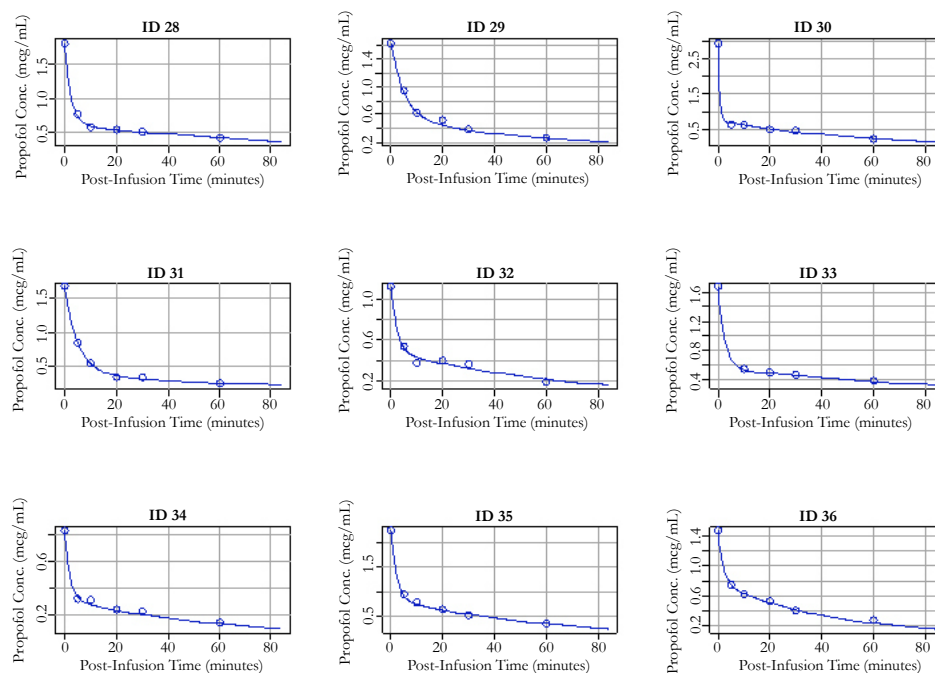 ID 28
Propofol Conc. (mcg/mL)
1.5
1.0
0.5
0 20 40 60 80
Post-Infusion Time (minutes)
ID 29
Propofol Conc. (mcg/mL)
1.4
1.0
0.6
0.2
0 20 40 60 80
Post-Infusion Time (minutes)
ID 30
Propofol Conc. (mcg/mL)
2.5
1.5
0.5
0 20 40 60 80
Post-Infusion Time (minutes)
ID 31
Propofol Conc. (mcg/mL)
1.5
1.0
0.5
0 20 40 60 80
Post-Infusion Time (minutes)
ID 32
Propofol Conc. (mcg/mL)
1.0
0.6
0.2
0 20 40 60 80
Post-Infusion Time (minutes)
ID 33
Propofol Conc. (mcg/mL)
1.6
1.2
0.8
0.4
0 20 40 60 80
Post-Infusion Time (minutes)
ID 34
Propofol Conc. (mcg/mL)
0.6
0.2
0 20 40 60 80
Post-Infusion Time (minutes)
ID 35
Propofol Conc. (mcg/mL)
1.5
0.5
0 20 40 60 80
Post-Infusion Time (minutes)
ID 36
Propofol Conc. (mcg/mL)
1.4
1.0
0.6
0.2
0 20 40 60 80
Post-Infusion Time (minutes)